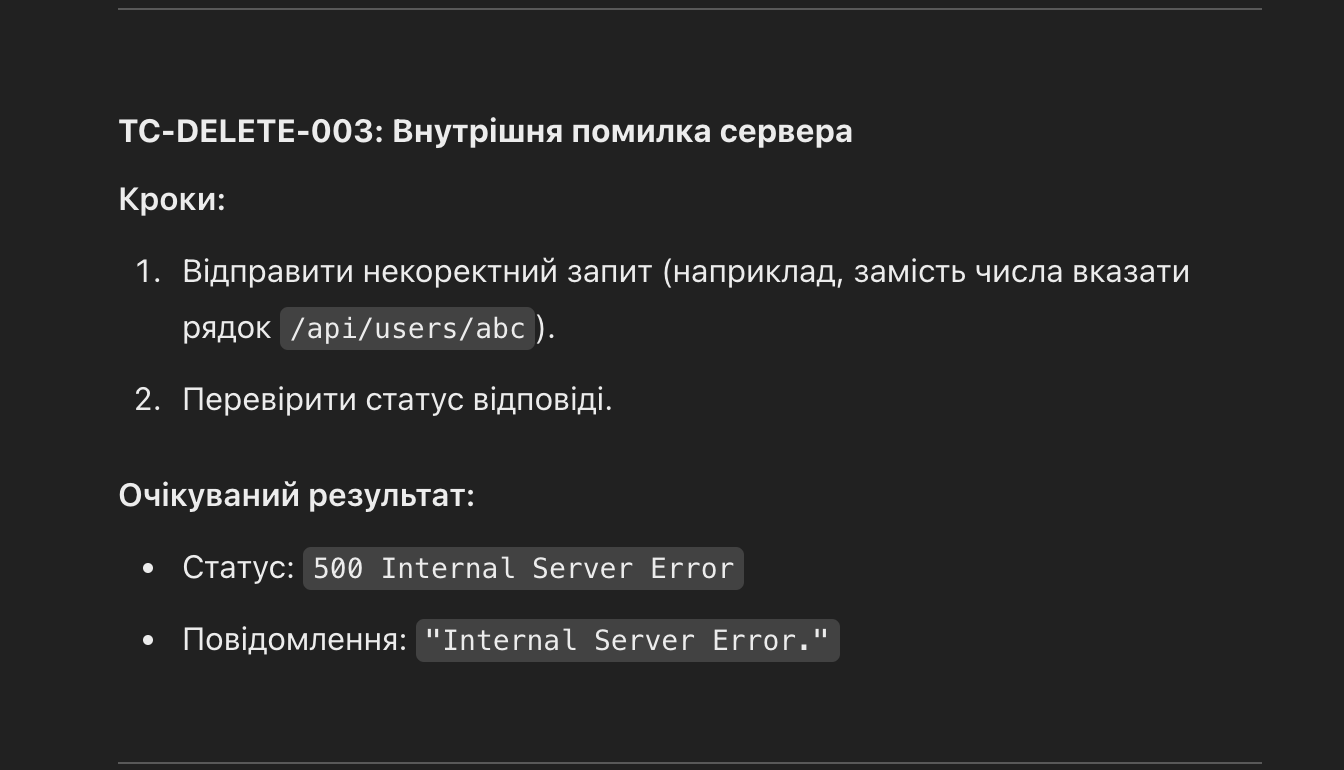 TC-DELETE-003: Внутрішня помилка сервера
Кроки:
1. Відправити некоректний запит (наприклад, замість числа вказати
рядок /api/users/abc).
2. Перевірити статус відповіді.
Очікуваний результат:
• Статус: 500 Internal Server Error
• Повідомлення: "Internal Server Error."